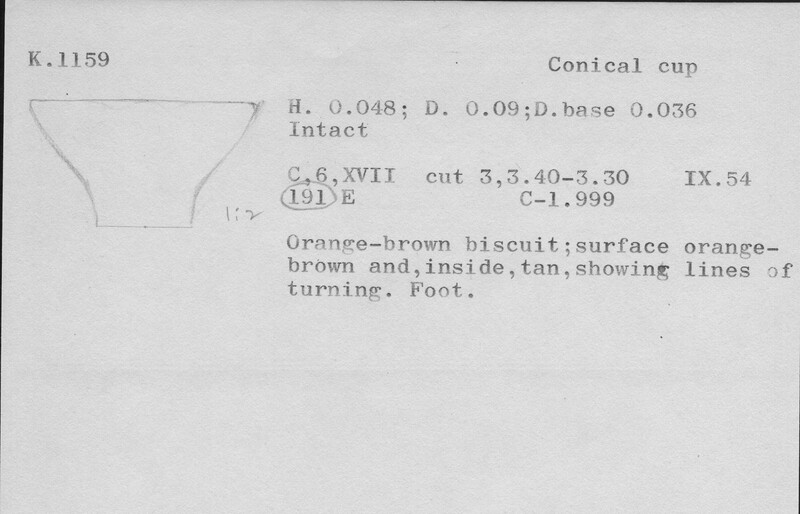 K.1159
Conical cup
H. 0.048; D. 0.09;D.base 0.036
Intact
C,6,XVII cut 3,3.40-3.30 IX.54
191 E C-1.999
1:2
Orange-brown biscuit;surface orange-
brown and,inside,tan,showing lines of
turning. Foot.